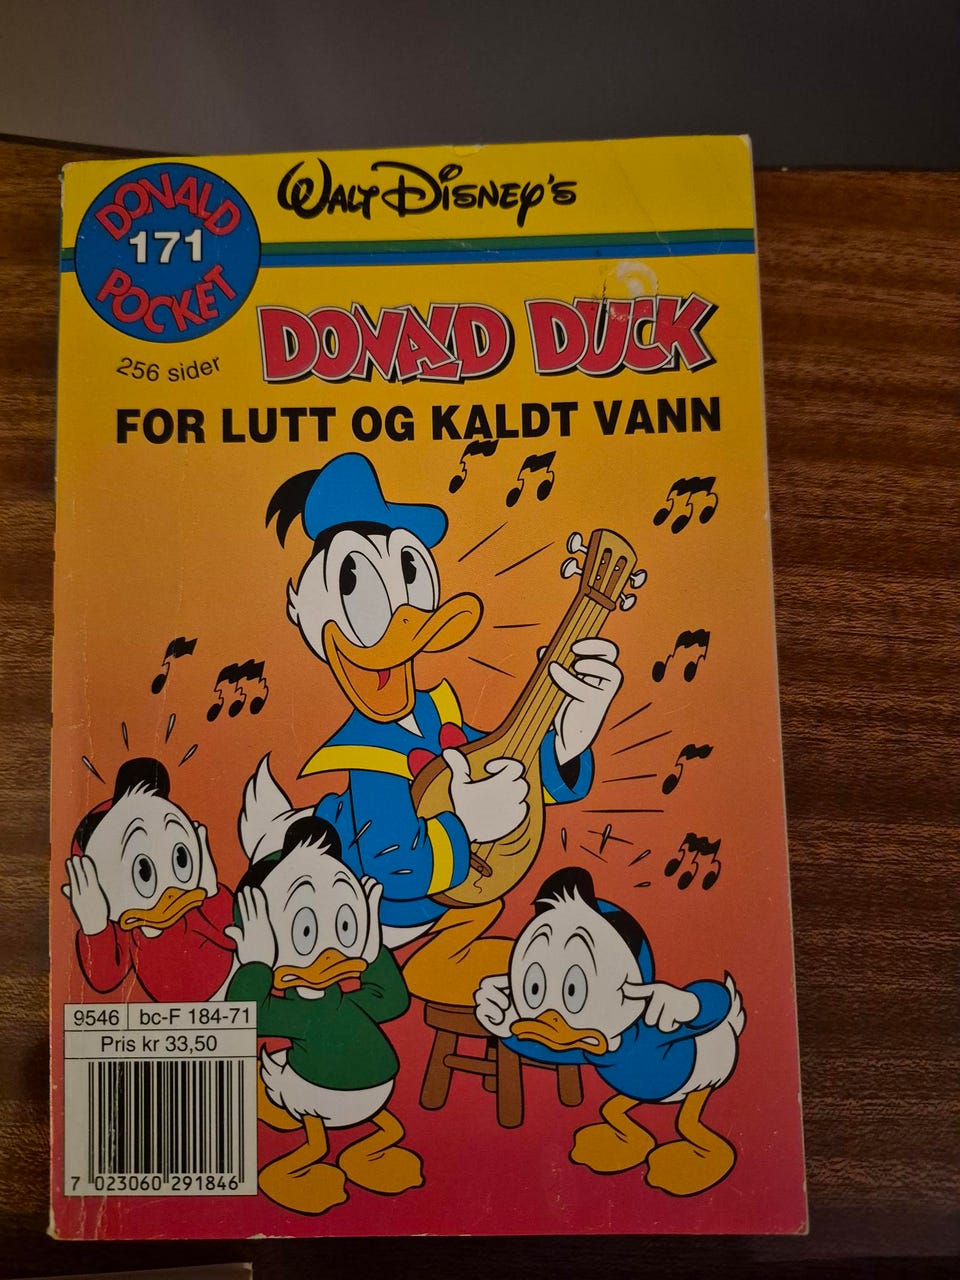 WALT DISNEY'S
DONALD
171
POCKET
256 sider
DONALD DUCK
FOR LUTT OG KALDT VANN
9546 bc-F 184-71
Pris kr 33,50
7 023060 291846